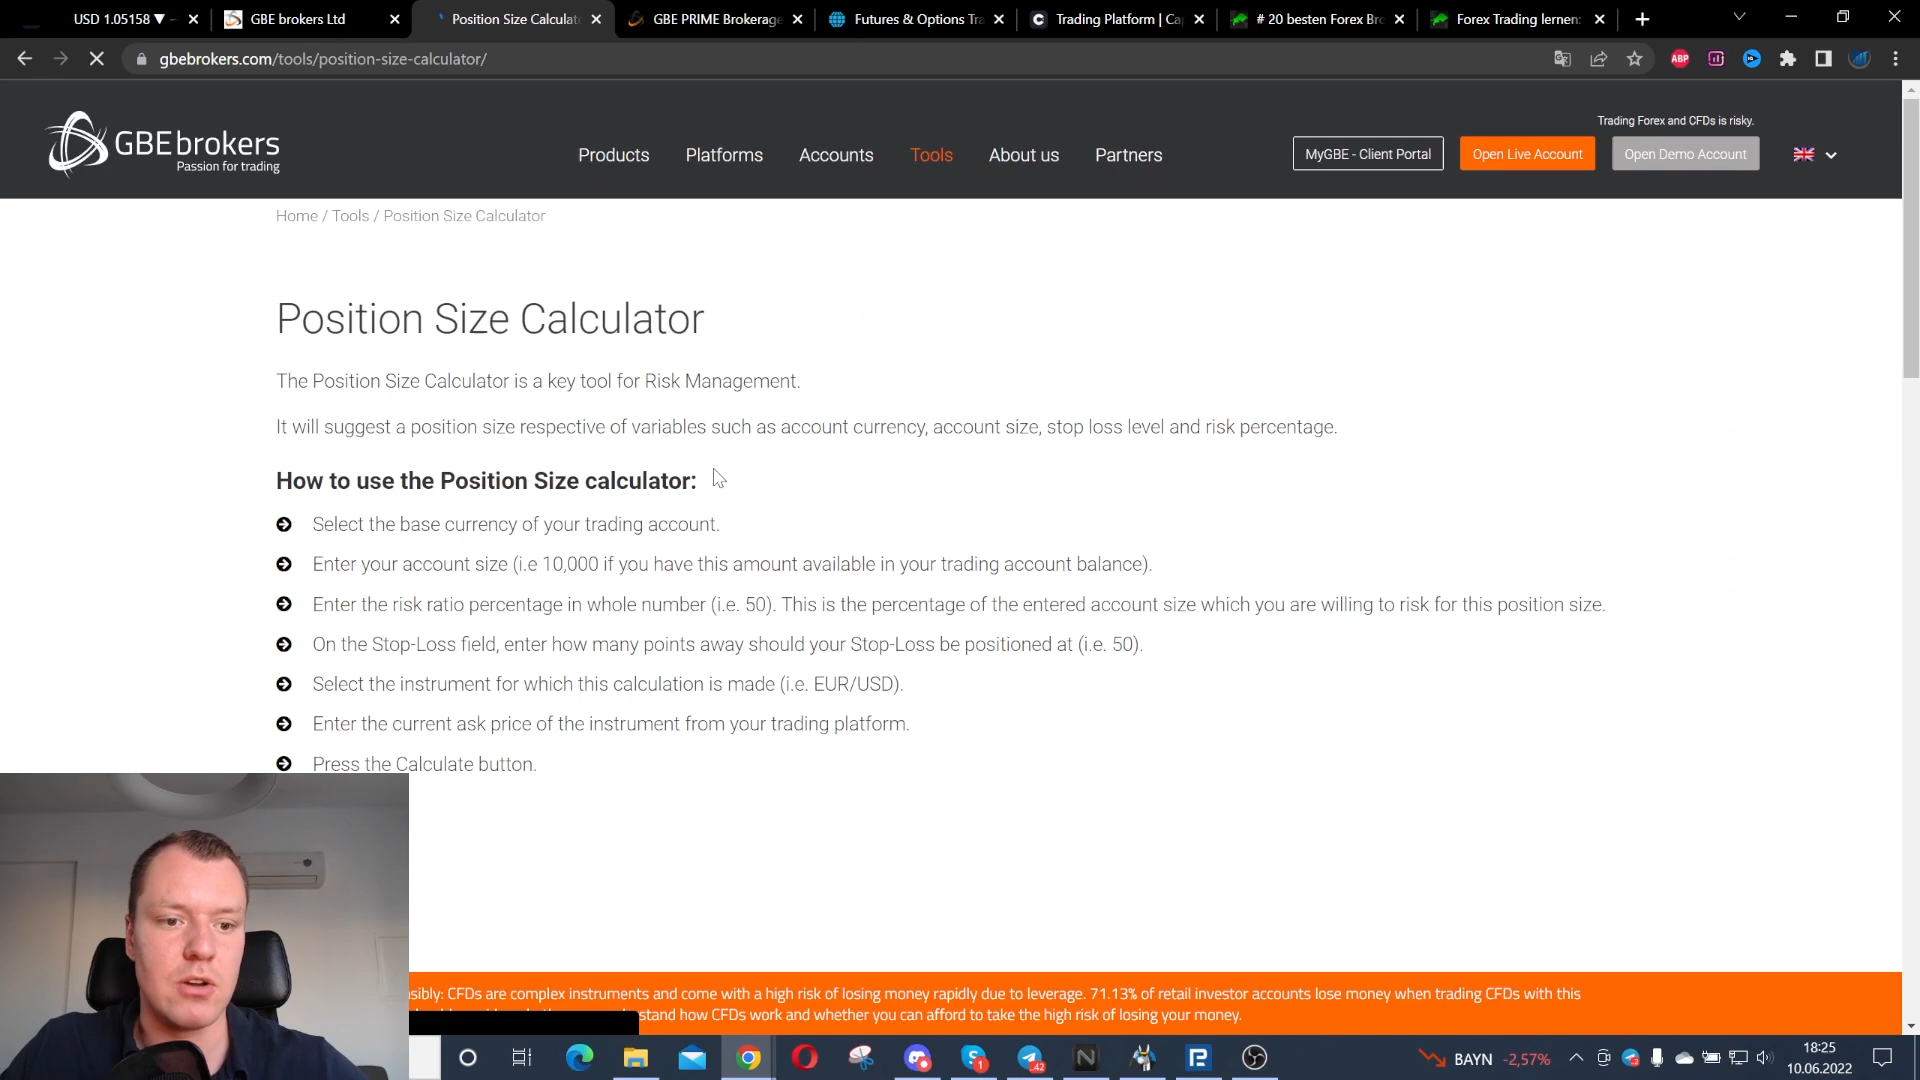 USD 1.05158 ▼ -
GBE brokers Ltd
Position Size Calculat
GBE PRIME Brokerage
Futures & Options Tra
Trading Platform | Ca
# 20 besten Forex Bro
Forex Trading lernen:
gbebrokers.com/tools/position-size-calculator/
ABP
Trading Forex and CFDs is risky.
GBE brokers
Passion for trading
Products
Platforms
Accounts
Tools
About us
Partners
MyGBE - Client Portal
Open Live Account
Open Demo Account
Home / Tools / Position Size Calculator
Position Size Calculator
The Position Size Calculator is a key tool for Risk Management.
It will suggest a position size respective of variables such as account currency, account size, stop loss level and risk percentage.
How to use the Position Size calculator:
Select the base currency of your trading account.
Enter your account size (i.e 10,000 if you have this amount available in your trading account balance).
Enter the risk ratio percentage in whole number (i.e. 50). This is the percentage of the entered account size which you are willing to risk for this position size.
On the Stop-Loss field, enter how many points away should your Stop-Loss be positioned at (i.e. 50).
Select the instrument for which this calculation is made (i.e. EUR/USD).
Enter the current ask price of the instrument from your trading platform.
Press the Calculate button.
sibly: CFDs are complex instruments and come with a high risk of losing money rapidly due to leverage. 71.13% of retail investor accounts lose money when trading CFDs with this
stand how CFDs work and whether you can afford to take the high risk of losing your money.
BAYN -2,57%
18:25
10.06.2022